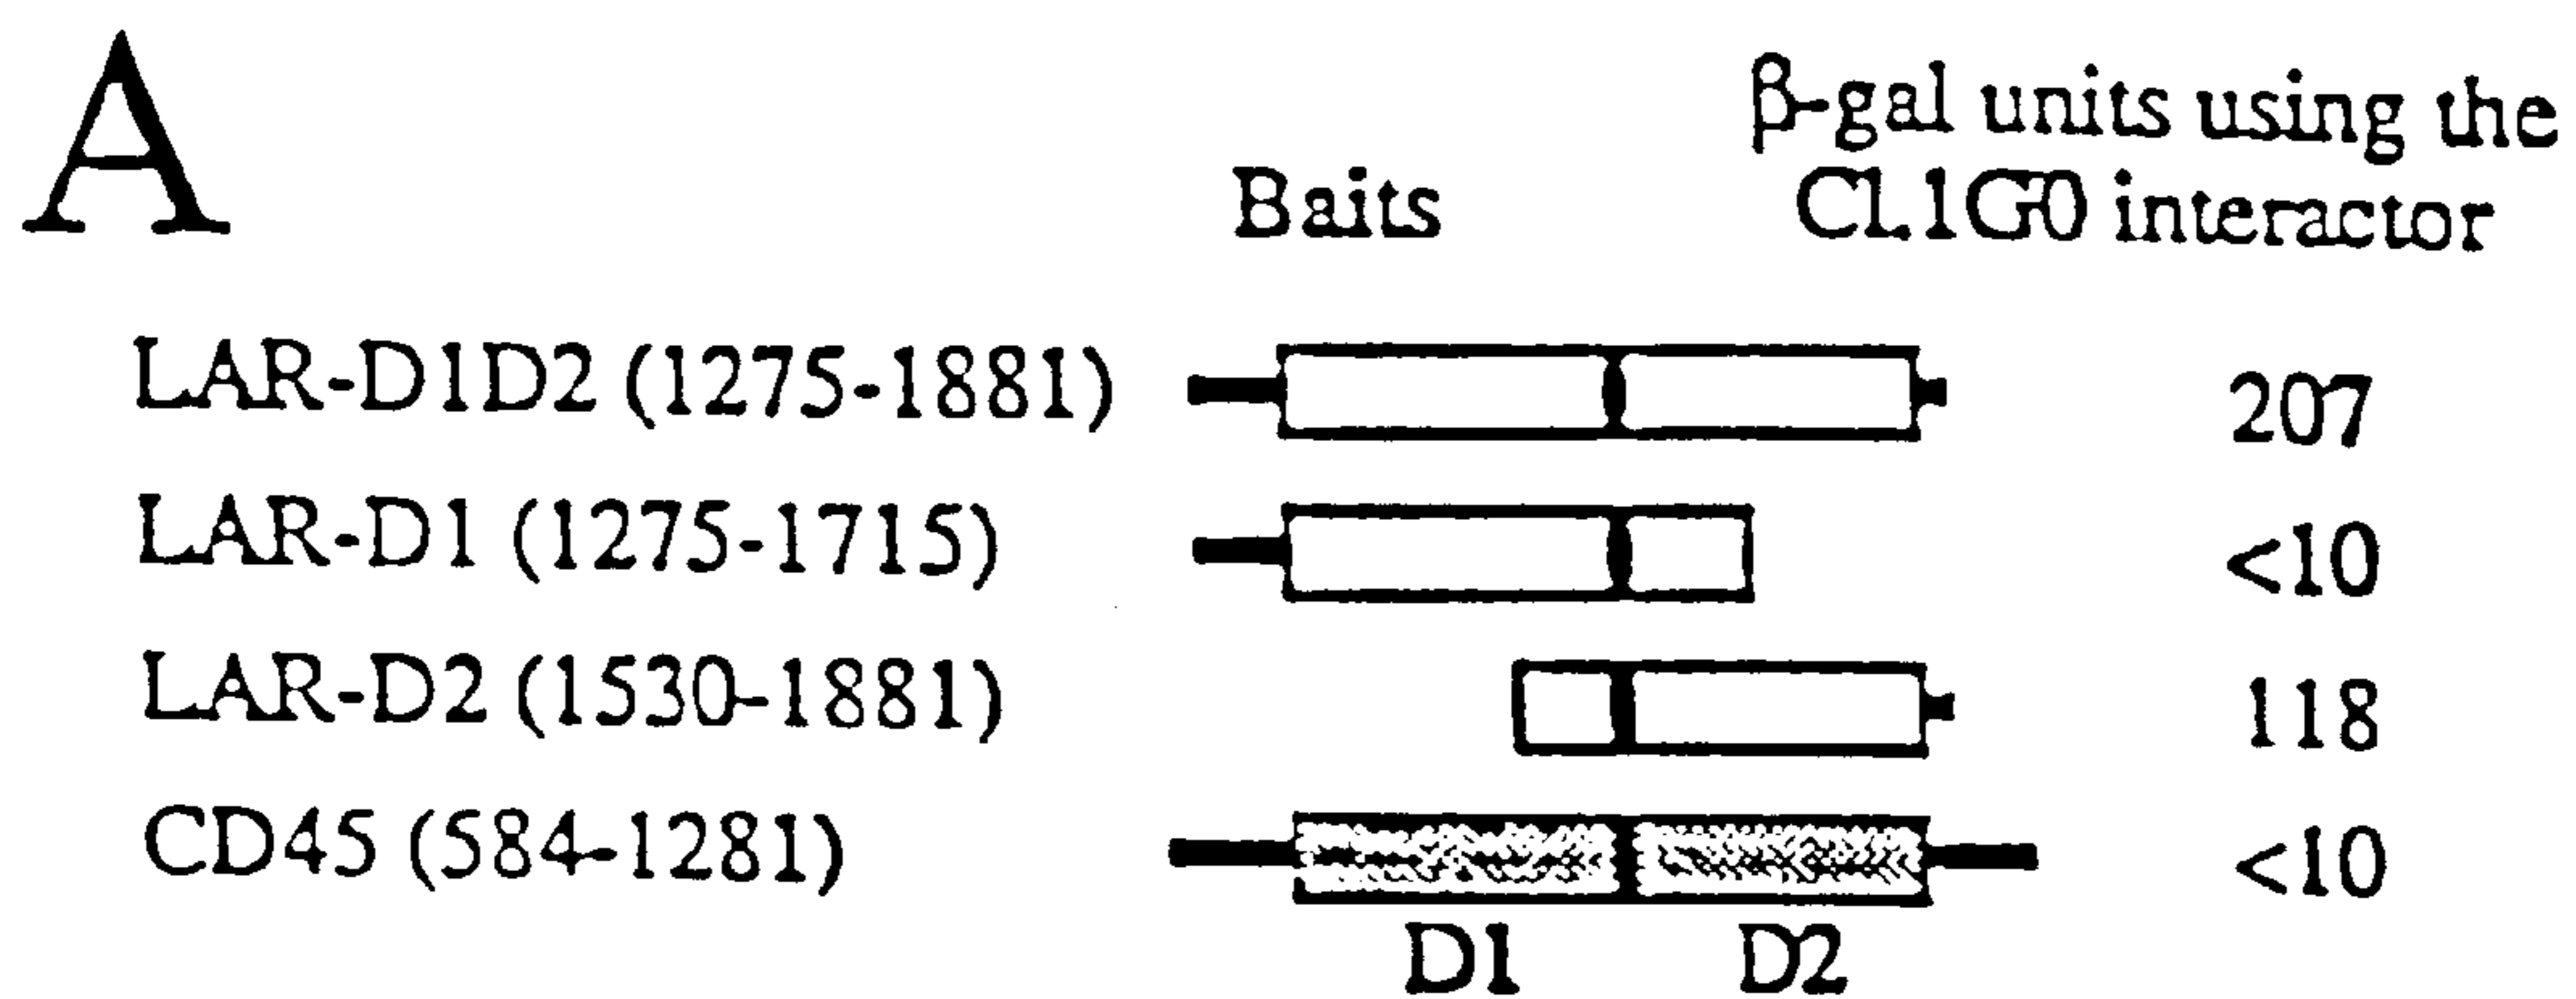 A
β-gal units using the
Baits
CL1G0 interactor
LAR-D1D2 (1275-1881)
207
LAR-D1 (1275-1715)
<10
LAR-D2 (1530-1881)
118
CD45 (584-1281)
<10
D1
D2